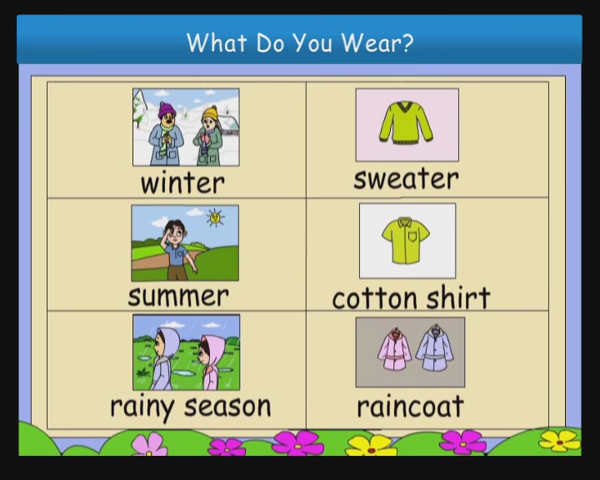 What Do You Wear?
winter
sweater
summer
cotton shirt
rainy season
raincoat